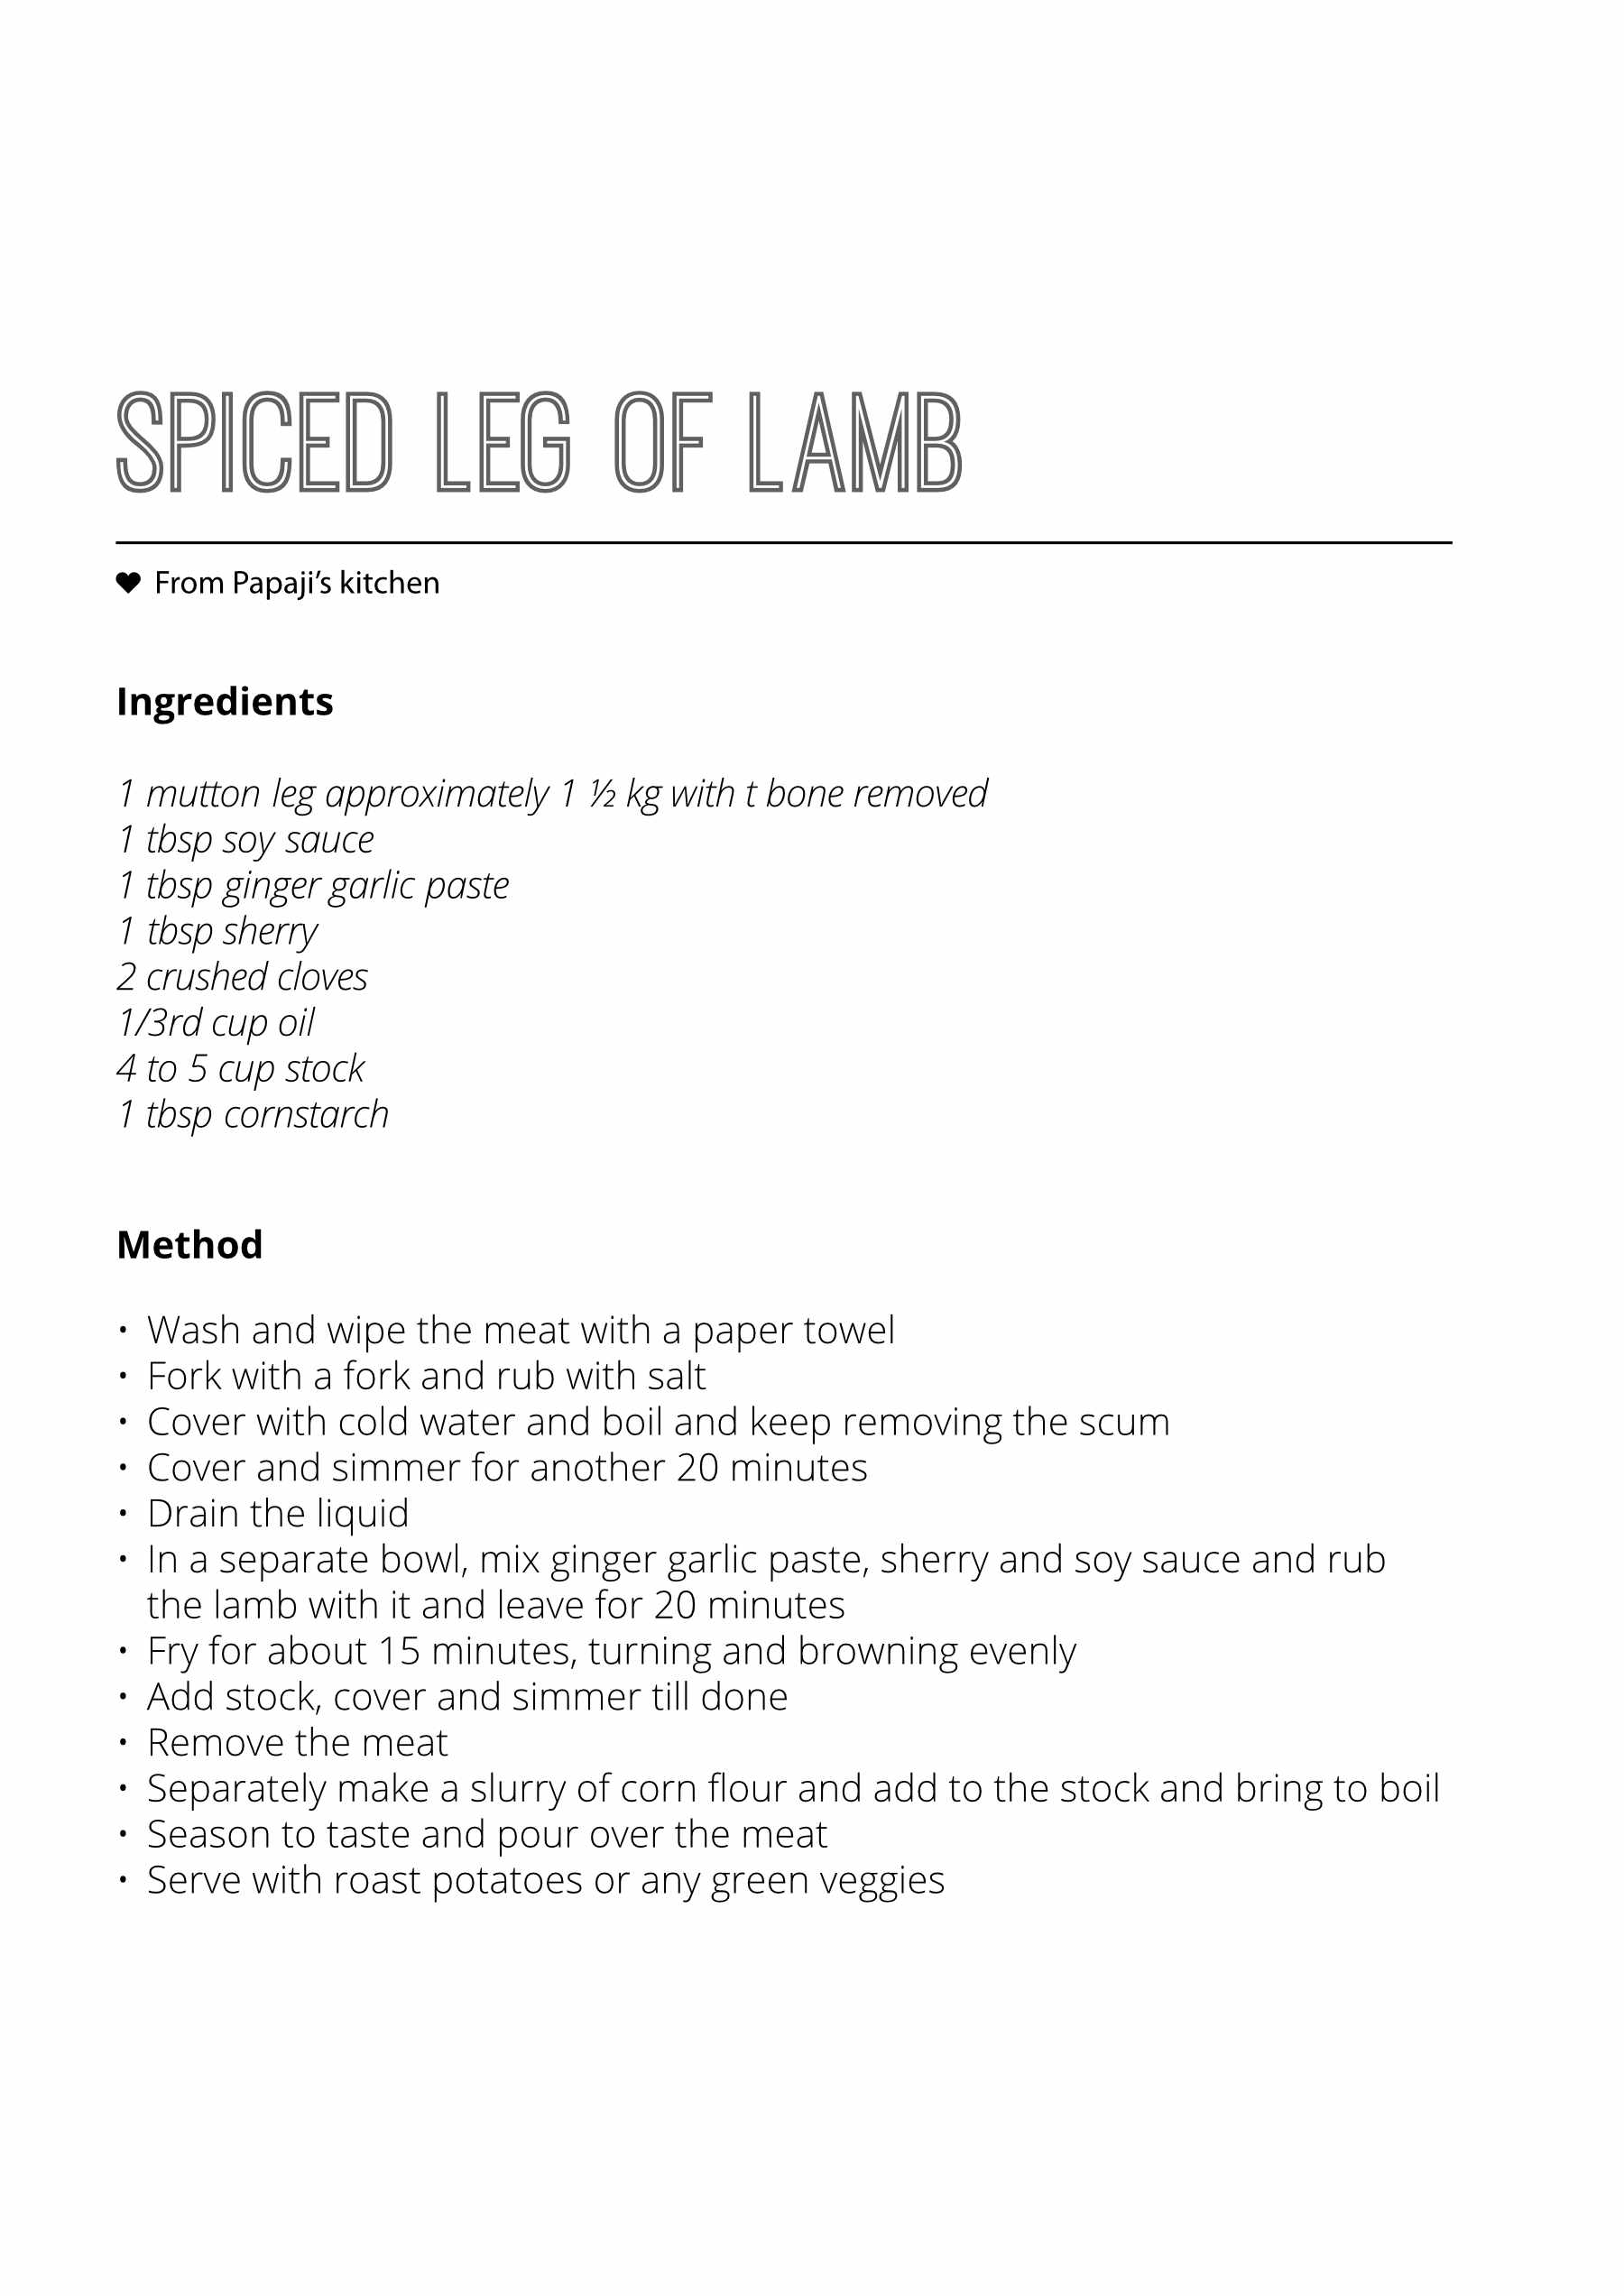 SPICED LEG OF LAMB
♥ From Papaji’s kitchen
Ingredients
1 mutton leg approximately 1 ½ kg with t bone removed
1 tbsp soy sauce
1 tbsp ginger garlic paste
1 tbsp sherry
2 crushed cloves
1/3rd cup oil
4 to 5 cup stock
1 tbsp cornstarch
Method
• Wash and wipe the meat with a paper towel
• Fork with a fork and rub with salt
• Cover with cold water and boil and keep removing the scum
• Cover and simmer for another 20 minutes
• Drain the liquid
• In a separate bowl, mix ginger garlic paste, sherry and soy sauce and rub
the lamb with it and leave for 20 minutes
• Fry for about 15 minutes, turning and browning evenly
• Add stock, cover and simmer till done
• Remove the meat
• Separately make a slurry of corn flour and add to the stock and bring to boil
• Season to taste and pour over the meat
• Serve with roast potatoes or any green veggies